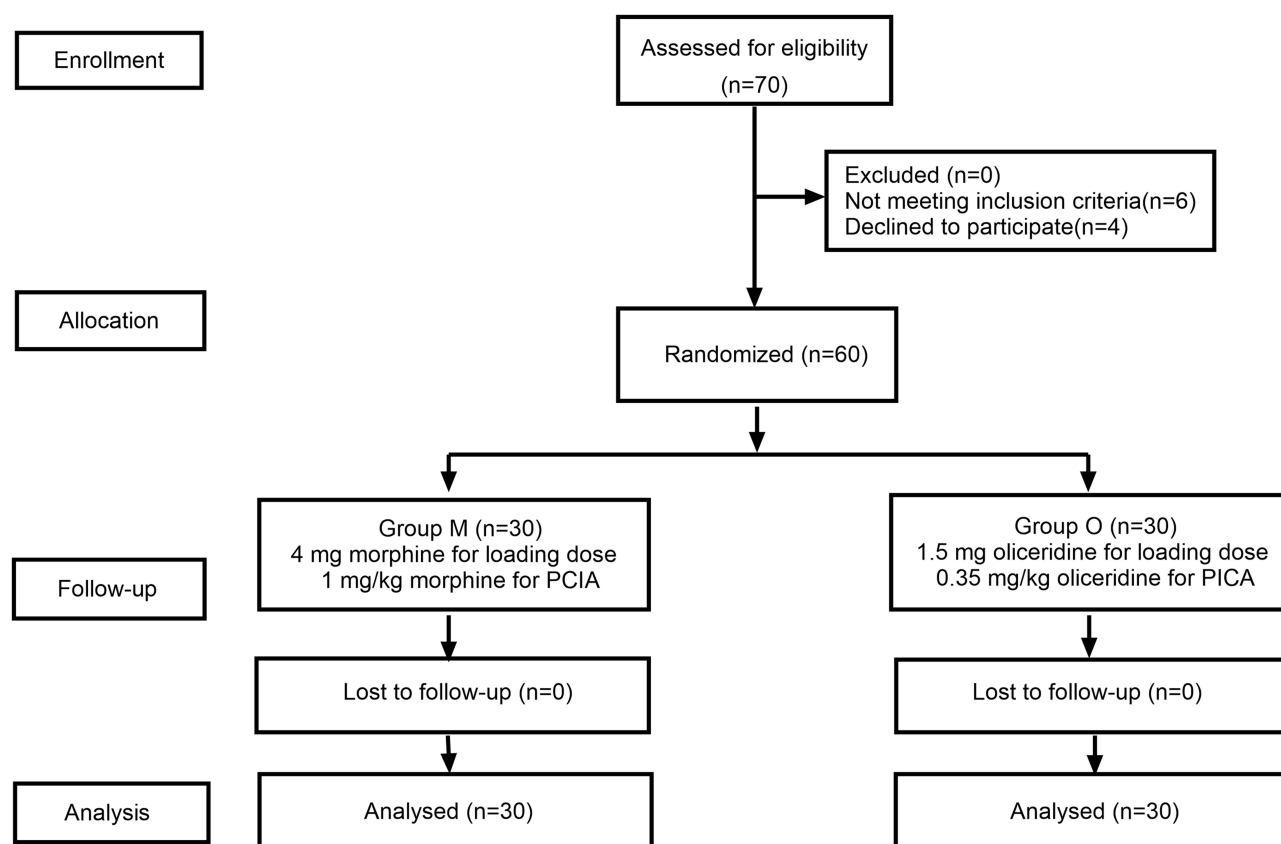 Enrollment
Assessed for eligibility
(n=70)
Excluded (n=0)
Not meeting inclusion criteria(n=6)
Declined to participate(n=4)
Allocation
Randomized (n=60)
Group M (n=30)
4 mg morphine for loading dose
1 mg/kg morphine for PCIA
Group O (n=30)
1.5 mg oliceridine for loading dose
0.35 mg/kg oliceridine for PICA
Follow-up
Lost to follow-up (n=0)
Lost to follow-up (n=0)
Analysis
Analysed (n=30)
Analysed (n=30)